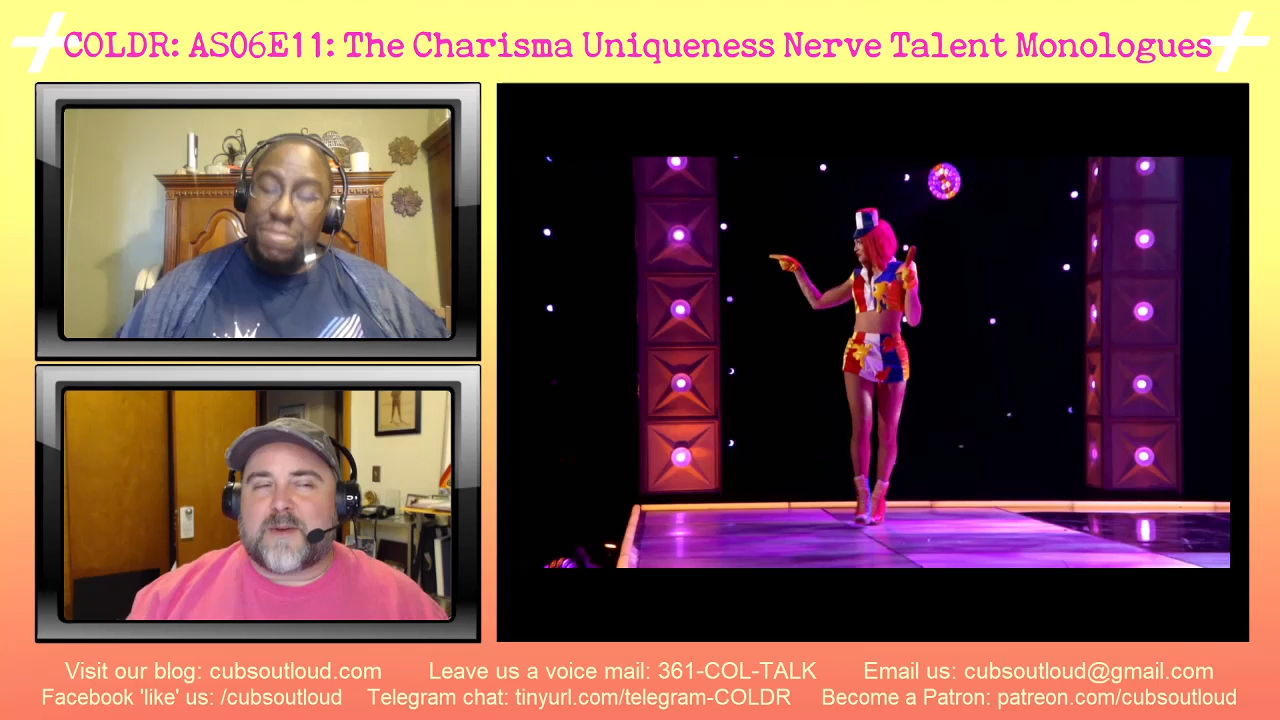 COLDR: AS06E11: The Charisma Uniqueness Nerve Talent Monologues
Visit our blog: cubsoutloud.com Leave us a voice mail: 361-COL-TALK Email us: cubsoutloud@gmail.com
Facebook 'like' us: /cubsoutloud Telegram chat: tinyurl.com/telegram-COLDR Become a Patron: patreon.com/cubsoutloud